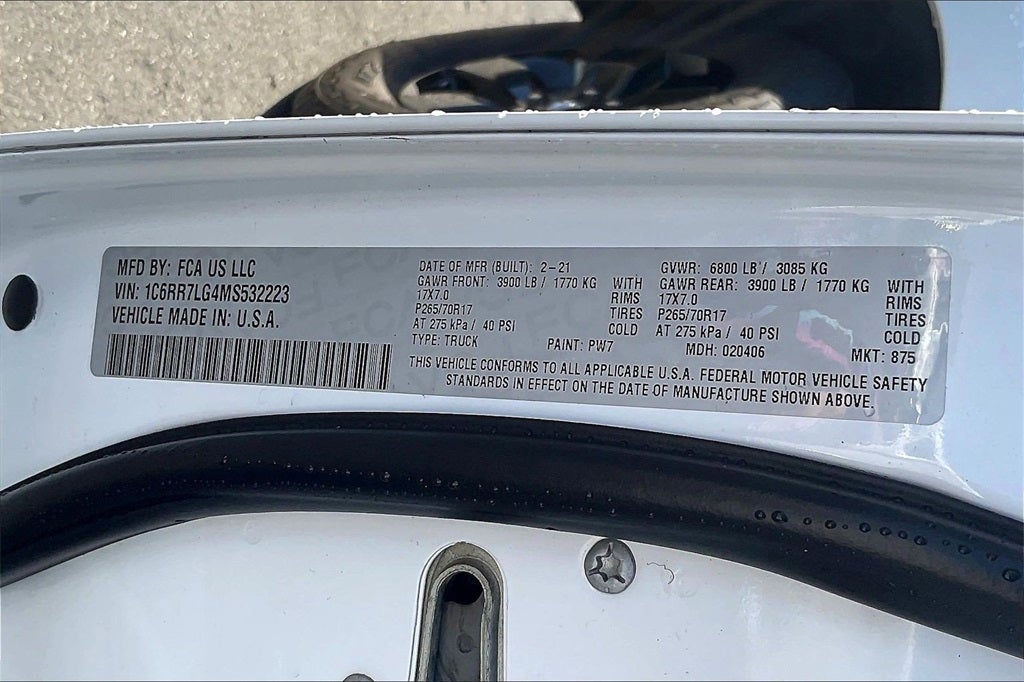 MFD BY: FCA US LLC
VIN: 1C6RR7LG4MS532223
VEHICLE MADE IN: U.S.A.
DATE OF MFR (BUILT): 2-21
GAWR FRONT: 3900 LB / 1770 KG WITH
17X7.0 RIMS
P265/70R17 TIRES
AT 275 kPa / 40 PSI COLD
TYPE: TRUCK PAINT: PW7
GVWR: 6800 LB / 3085 KG
GAWR REAR: 3900 LB / 1770 KG WITH
17X7.0 RIMS
P265/70R17 TIRES
AT 275 kPa / 40 PSI COLD
MDH: 020406 MKT: 875
THIS VEHICLE CONFORMS TO ALL APPLICABLE U.S.A. FEDERAL MOTOR VEHICLE SAFETY
STANDARDS IN EFFECT ON THE DATE OF MANUFACTURE SHOWN ABOVE.